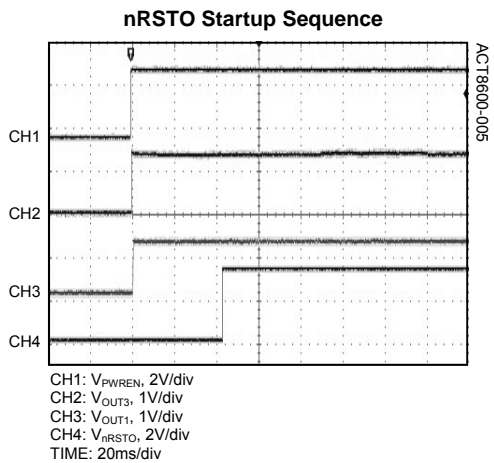 nRSTO Startup Sequence
ACT8600-005
CH1
CH2
CH3
CH4
CH1: VPWREN, 2V/div
CH2: VOUT3, 1V/div
CH3: VOUT1, 1V/div
CH4: VnRSTO, 2V/div
TIME: 20ms/div